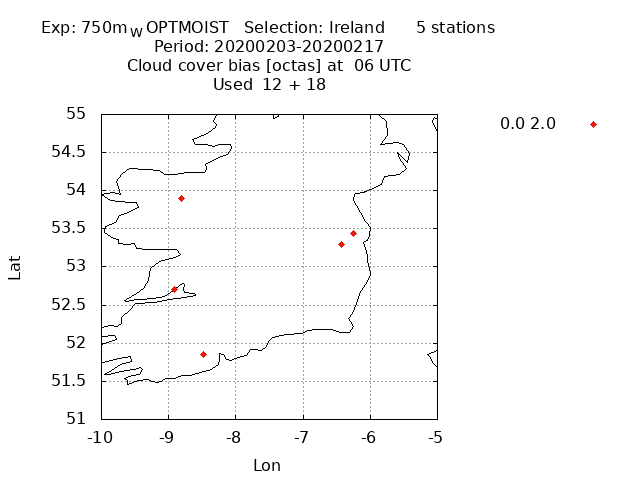 Exp: 750m_W OPTMOIST Selection: Ireland 5 stations
Period: 20200203-20200217
Cloud cover bias [octas] at 06 UTC
Used 12 + 18
0.0 2.0
55
54.5
54
53.5
53
52.5
52
51.5
51
-10 -9 -8 -7 -6 -5
Lat
Lon